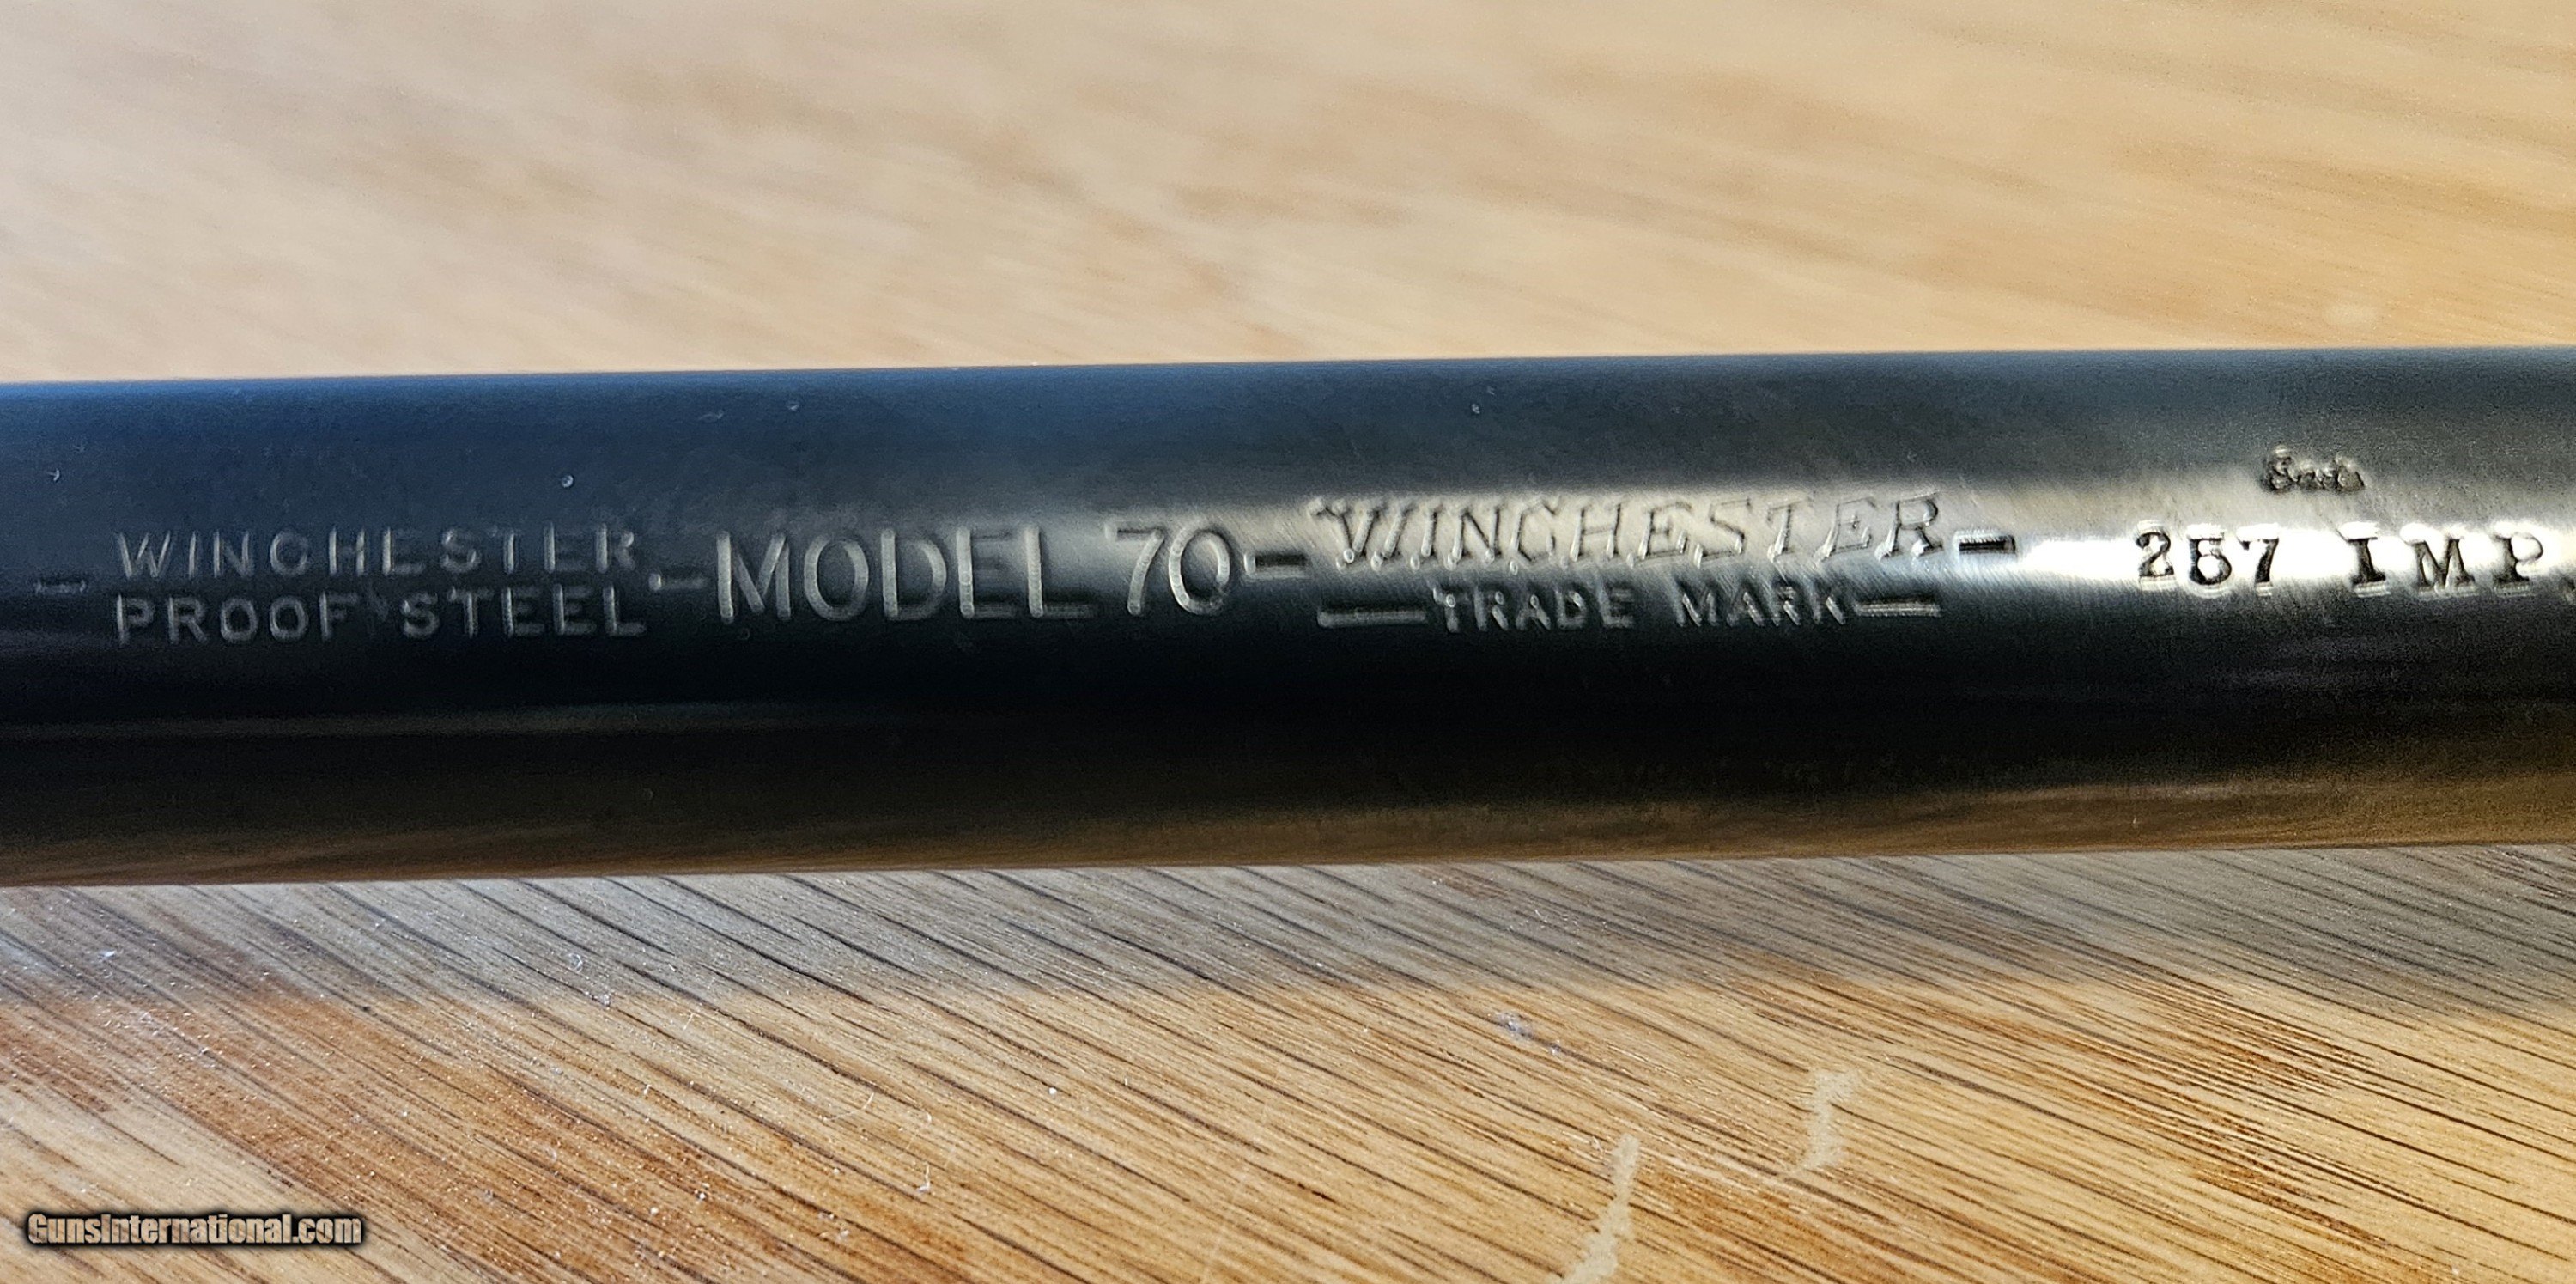 WINCHESTER
PROOF STEEL
-MODEL 70-
WINCHESTER-
-TRADE MARK-
257 IMP
GunsInternational.com